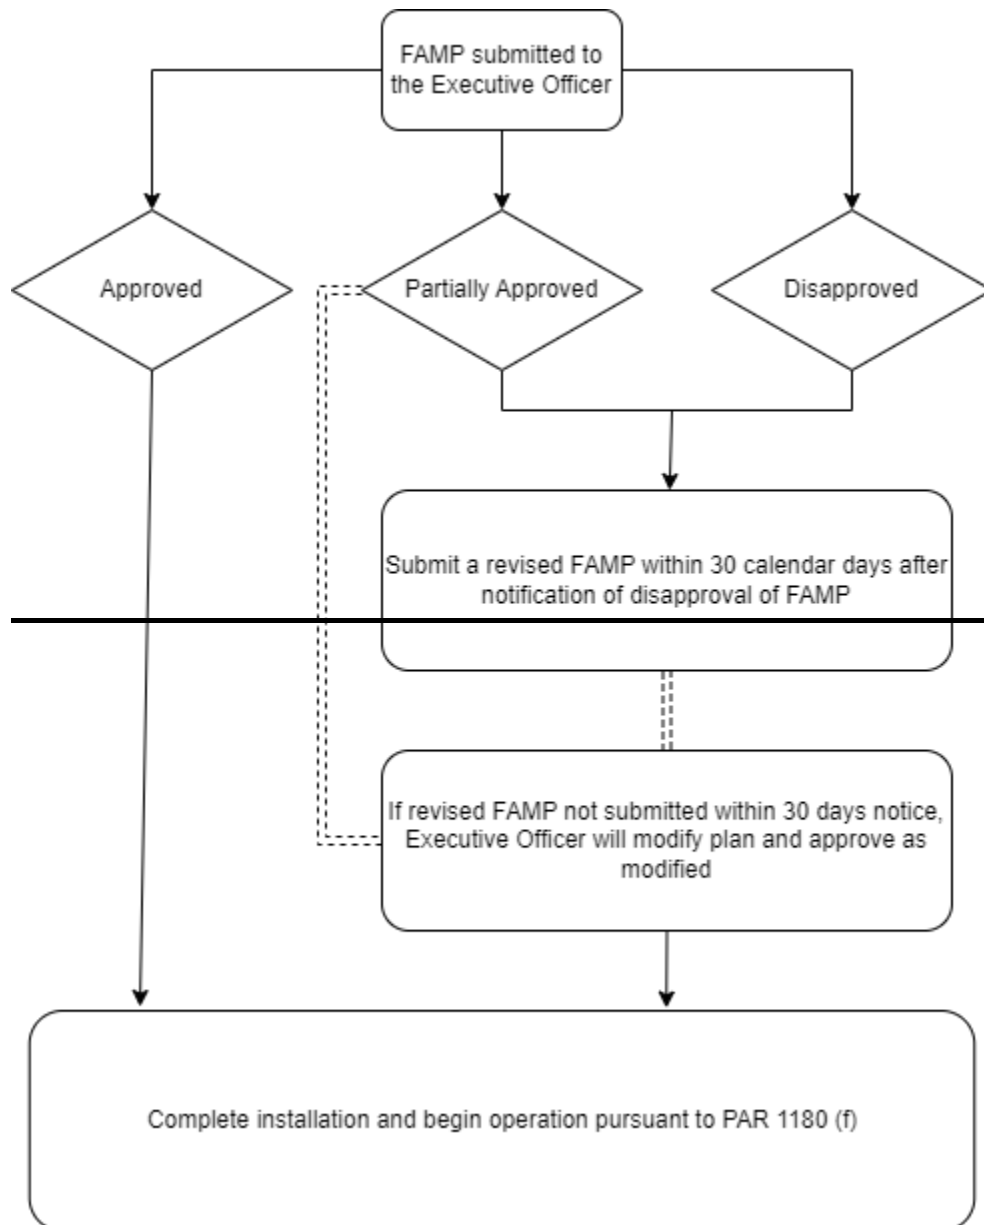 FAMP submitted to
the Executive Officer
Approved
Partially Approved
Disapproved
Submit a revised FAMP within 30 calendar days after
notification of disapproval of FAMP
If revised FAMP not submitted within 30 days notice,
Executive Officer will modify plan and approve as
modified
Complete installation and begin operation pursuant to PAR 1180 (f)